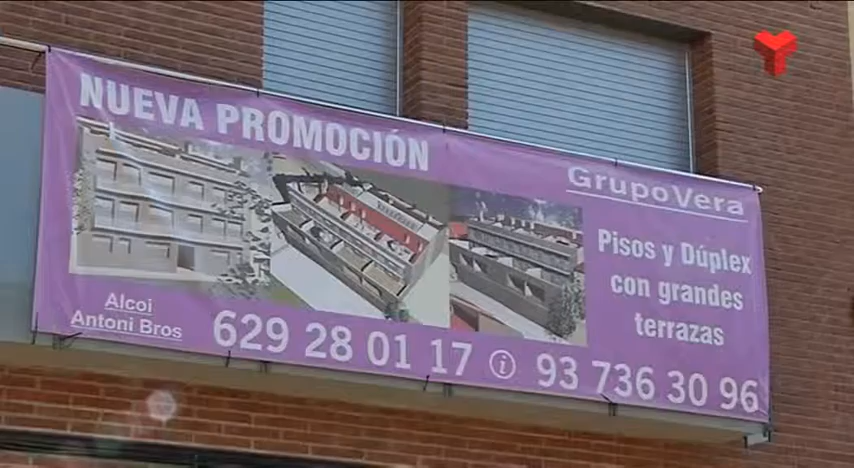 NUEVA PROMOCIÓN
GrupoVera
Pisos y Dúplex
con grandes
terrazas
Alcoi
Antoni Bros
629 28 01 17 i 93 736 30 96